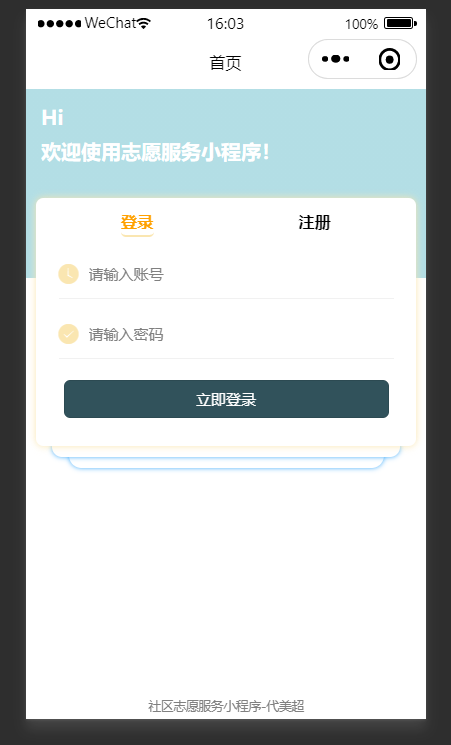 WeChat 16:03 100%
首页
Hi
欢迎使用志愿服务小程序！
登录 注册
请输入账号
请输入密码
立即登录
社区志愿服务小程序-代美超